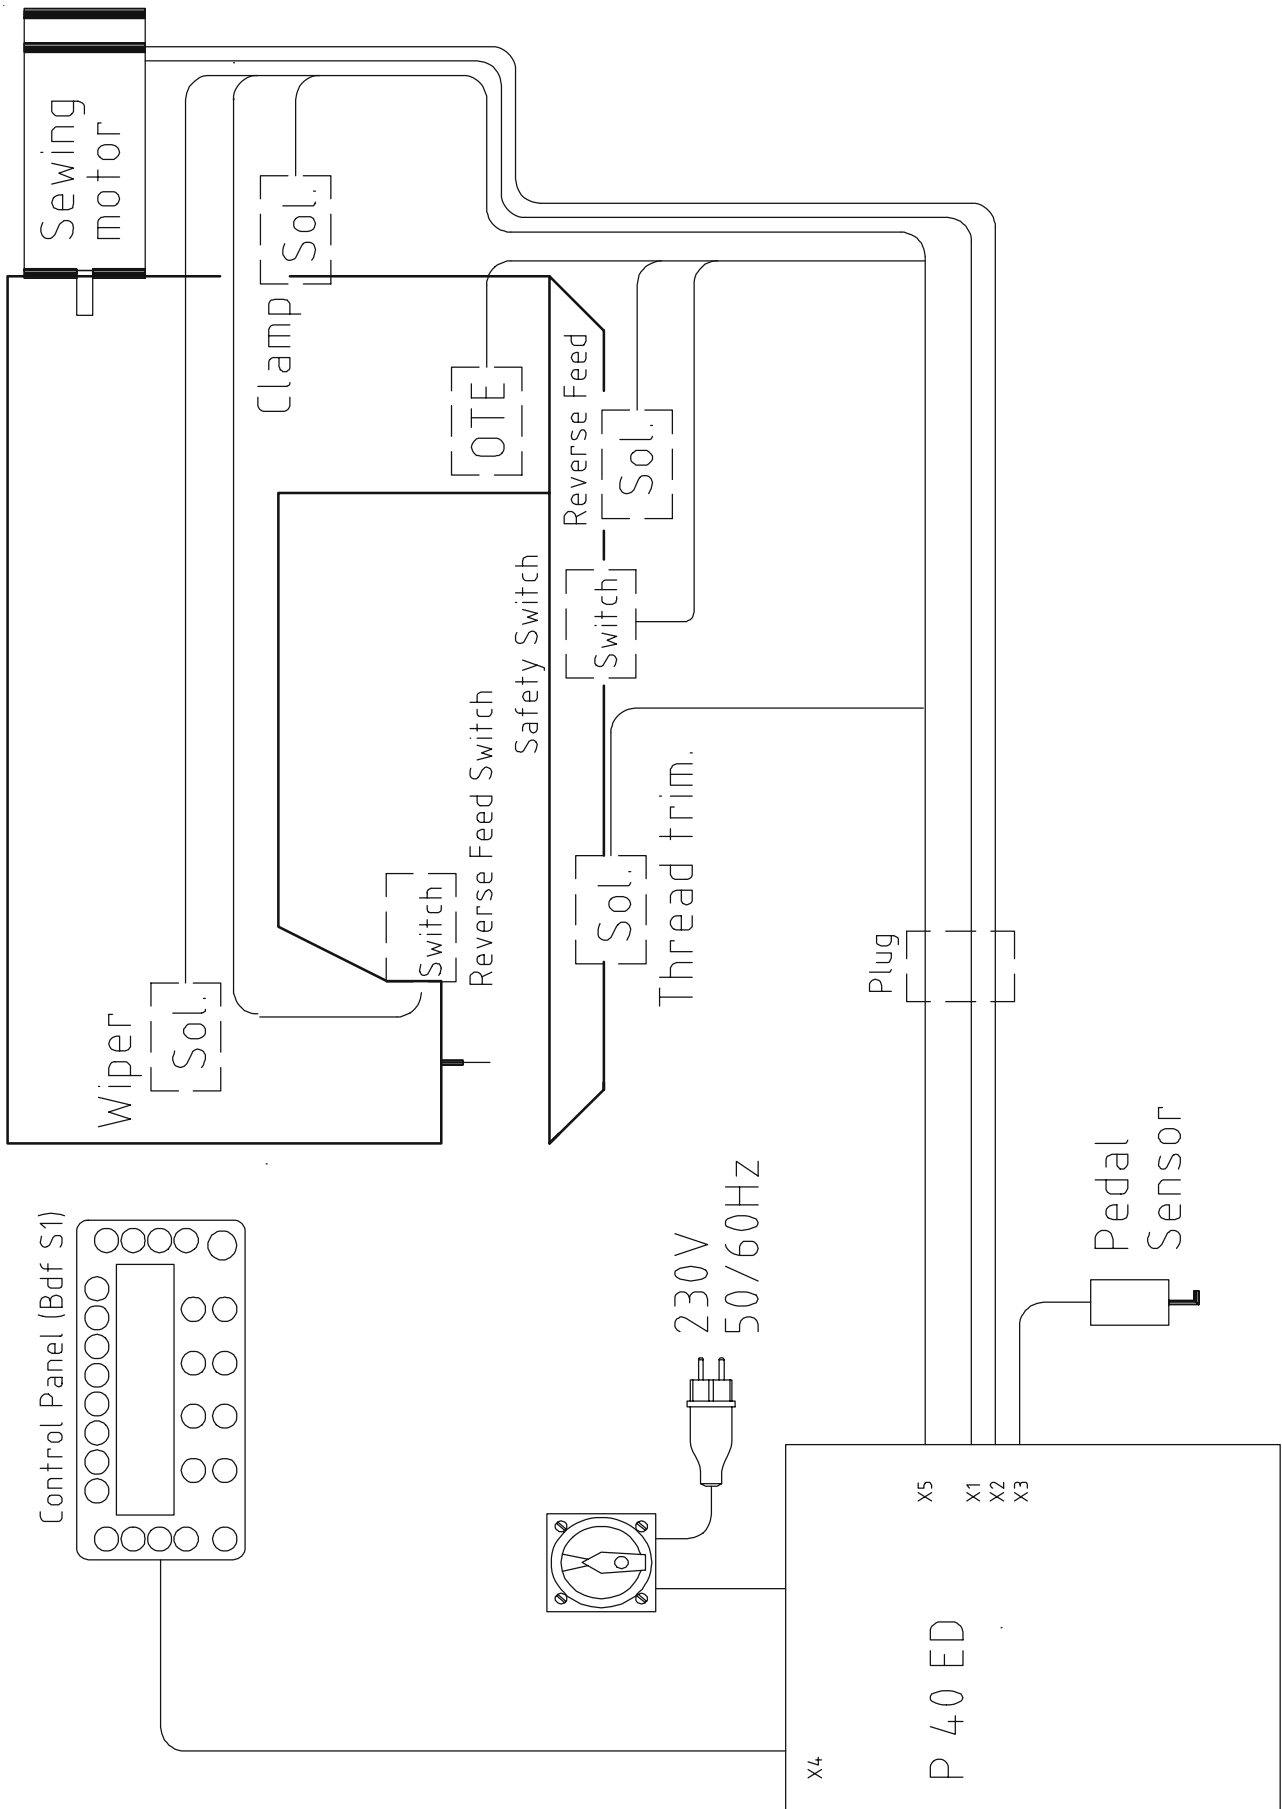 Sewing
motor
Clamp
Sol.
OTE
Reverse Feed
Sol.
Safety Switch
Switch
Reverse Feed Switch
Switch
Wiper
Sol.
Sol.
Thread trim.
Plug
Control Panel (Bdf S1)
230V
50/60Hz
Pedal
Sensor
X5
X1
X2
X3
X4
P 40 ED